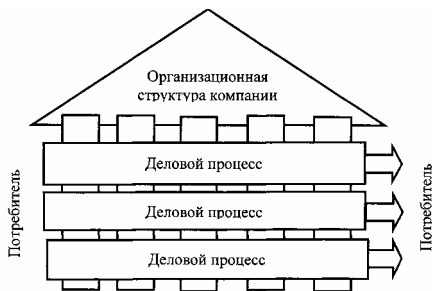 Организационная
структура компании
Потребитель
Деловой процесс
Деловой процесс
Деловой процесс
Потребитель